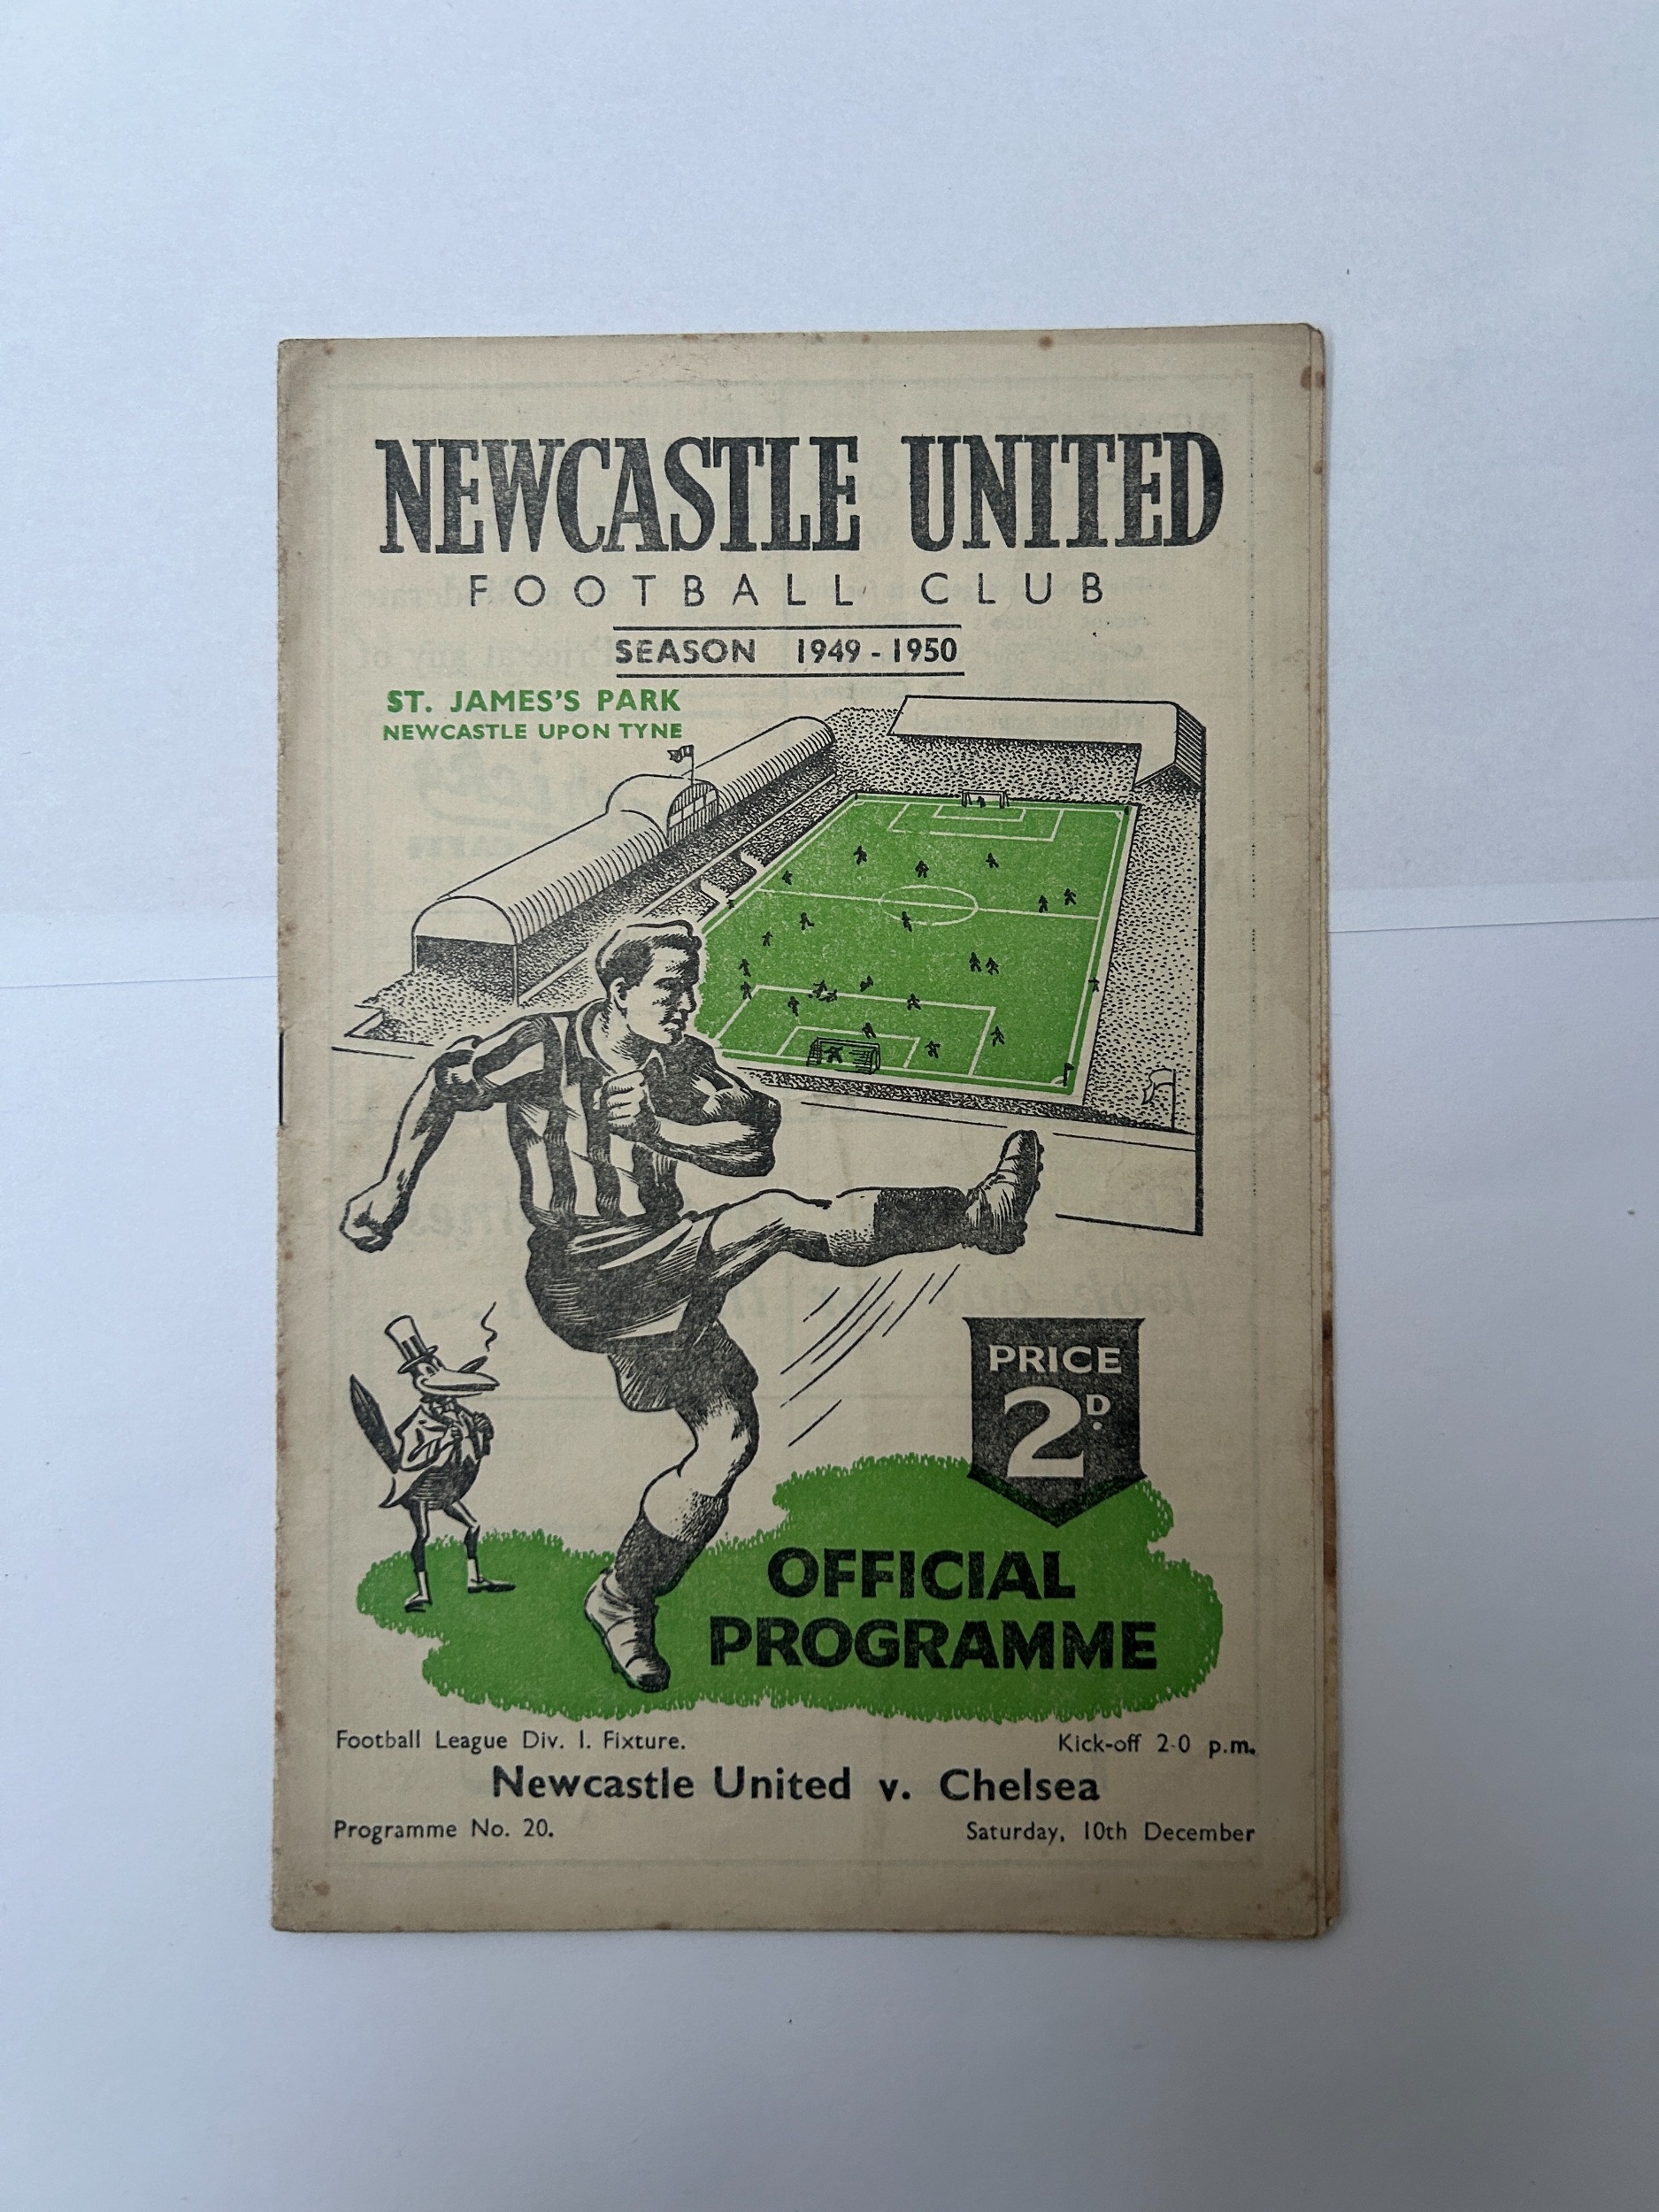 NEWCASTLE UNITED
FOOTBALL CLUB
SEASON 1949-1950
ST. JAMES'S PARK
NEWCASTLE UPON TYNE
PRICE
2D.
OFFICIAL
PROGRAMME
Football League Div. 1. Fixture.
Kick-off 2-0 p.m.
Newcastle United v. Chelsea
Programme No. 20.
Saturday, 10th December